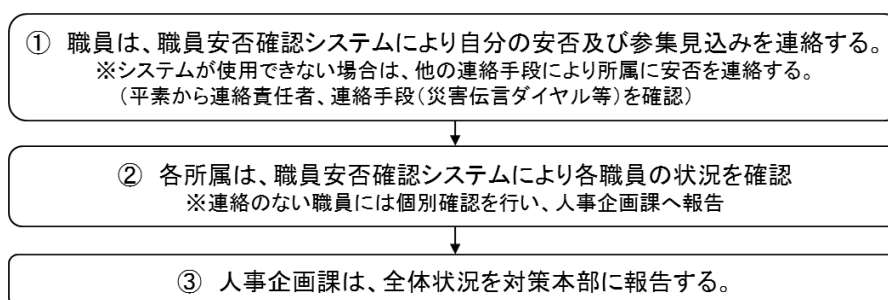 ① 職員は、職員安否確認システムにより自分の安否及び参集見込みを連絡する。
※システムが使用できない場合は、他の連絡手段により所属に安否を連絡する。
(平素から連絡責任者、連絡手段(災害伝言ダイヤル等)を確認)
② 各所属は、職員安否確認システムにより各職員の状況を確認
※連絡のない職員には個別確認を行い、人事企画課へ報告
③ 人事企画課は、全体状況を対策本部に報告する。